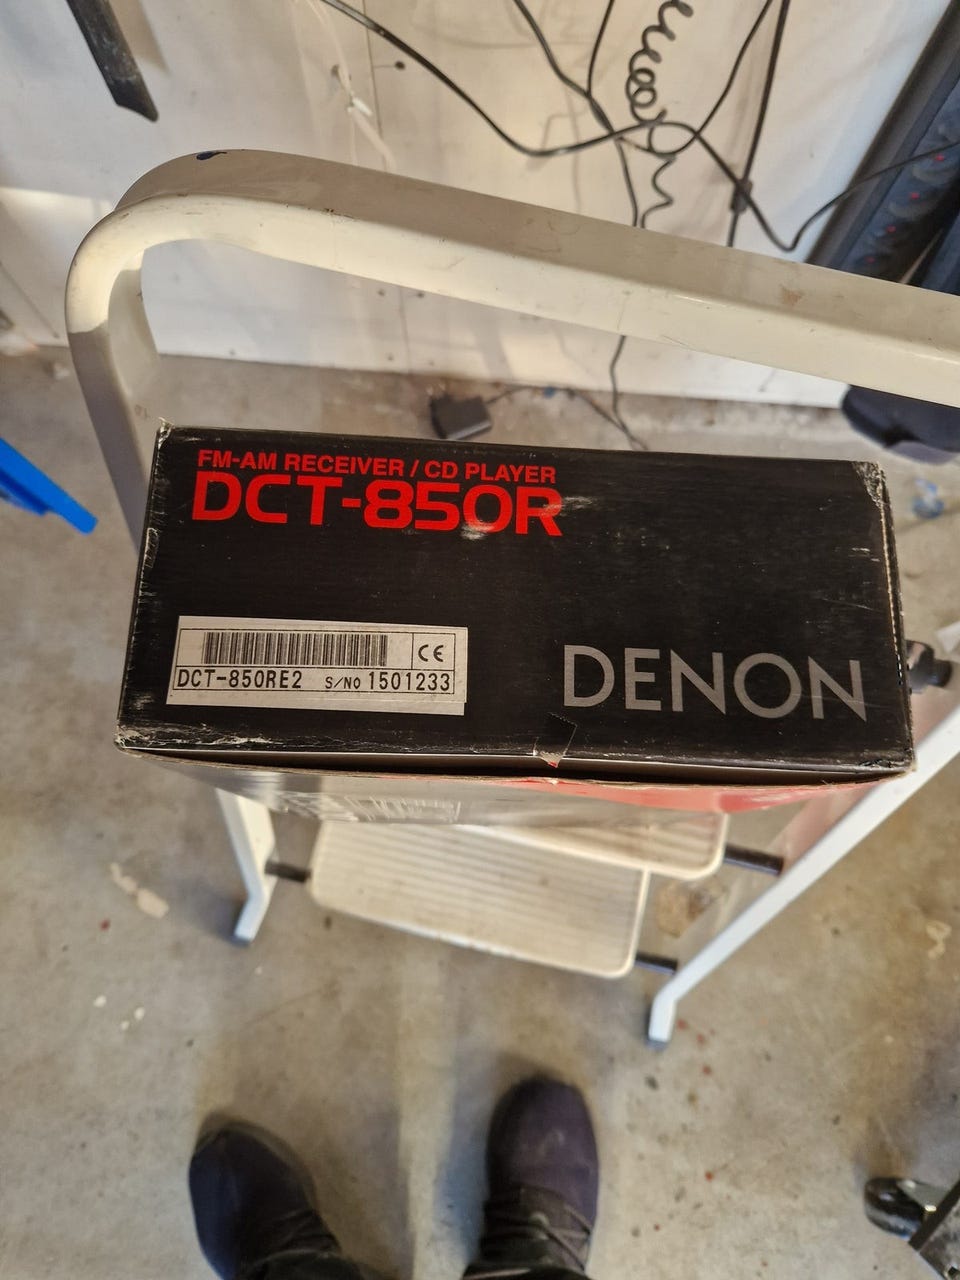 FM-AM RECEIVER / CD PLAYER
DCT-850R
CE
DCT-850RE2 S/NO 1501233
DENON